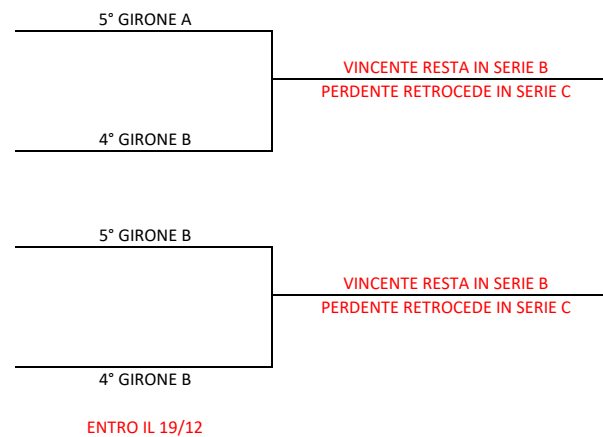 5° GIRONE A
VINCENTE RESTA IN SERIE B
PERDENTE RETROCEDE IN SERIE C
4° GIRONE B
5° GIRONE B
VINCENTE RESTA IN SERIE B
PERDENTE RETROCEDE IN SERIE C
4° GIRONE B
ENTRO IL 19/12